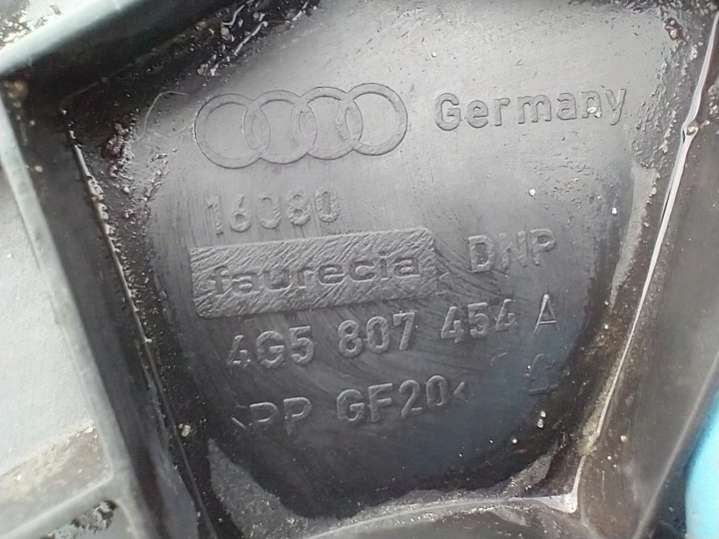 Germany
16080
faurecia DNP
4G5 807 454 A
>PP GF20<